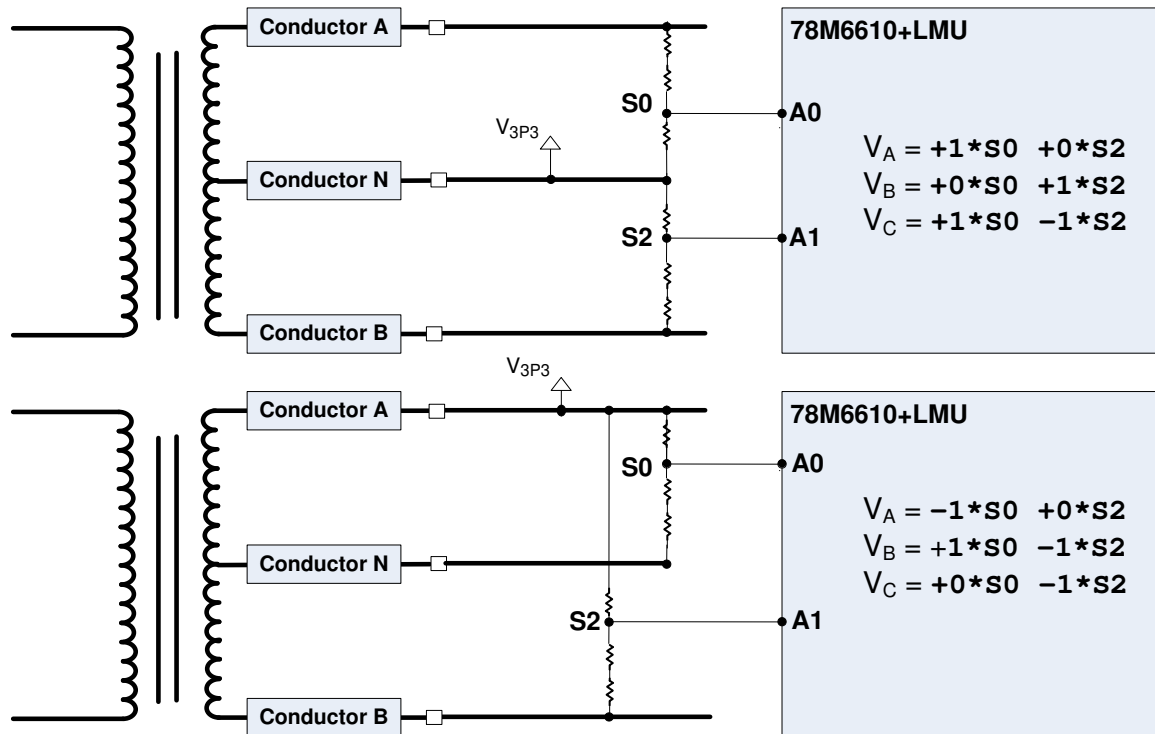 Conductor A
78M6610+LMU
S0
A0
V3P3
VA = +1*S0 +0*S2
Conductor N
VB = +0*S0 +1*S2
VC = +1*S0 -1*S2
S2
A1
Conductor B
V3P3
Conductor A
78M6610+LMU
S0
A0
VA = −1*S0 +0*S2
VB = +1*S0 −1*S2
Conductor N
VC = +0*S0 −1*S2
S2
A1
Conductor B